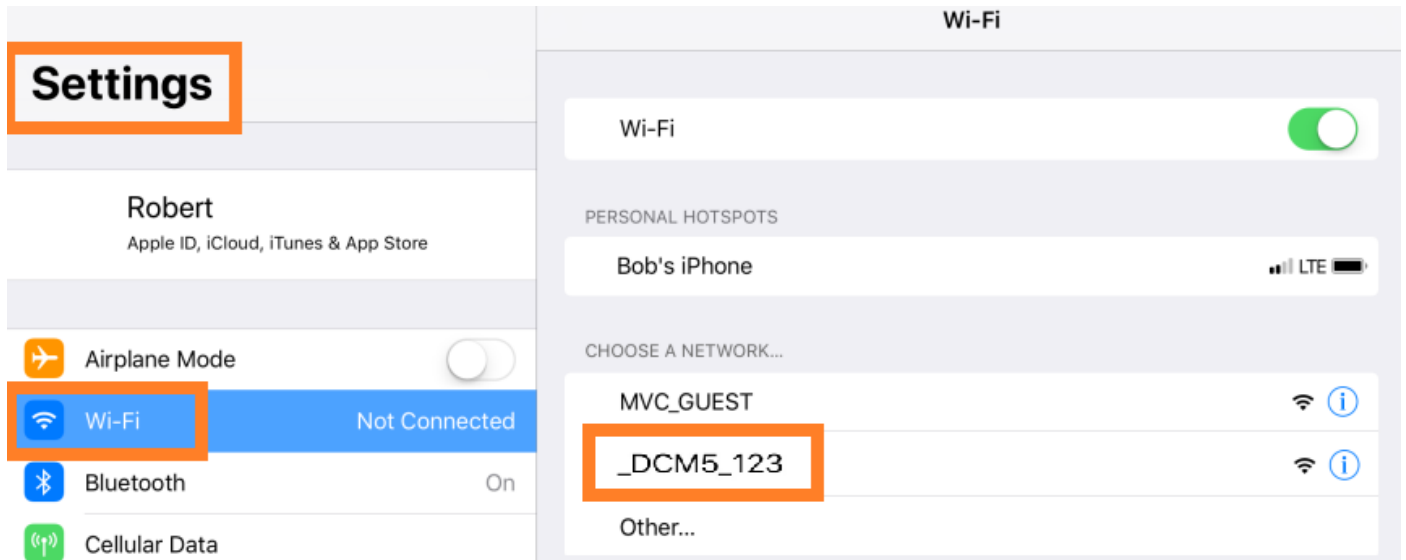 Settings
Robert
Apple ID, iCloud, iTunes & App Store
Airplane Mode
Wi-Fi Not Connected
Bluetooth On
Cellular Data
Wi-Fi
Wi-Fi
PERSONAL HOTSPOTS
Bob's iPhone LTE
CHOOSE A NETWORK...
MVC_GUEST
_DCM5_123
Other...